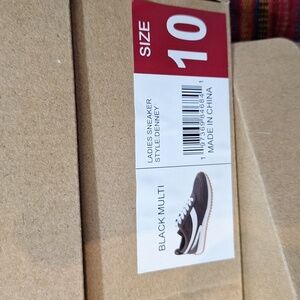 SIZE
10
LADIES SNEAKER
STYLE:DENNEY
MADE IN CHINA
BLACK MULTI